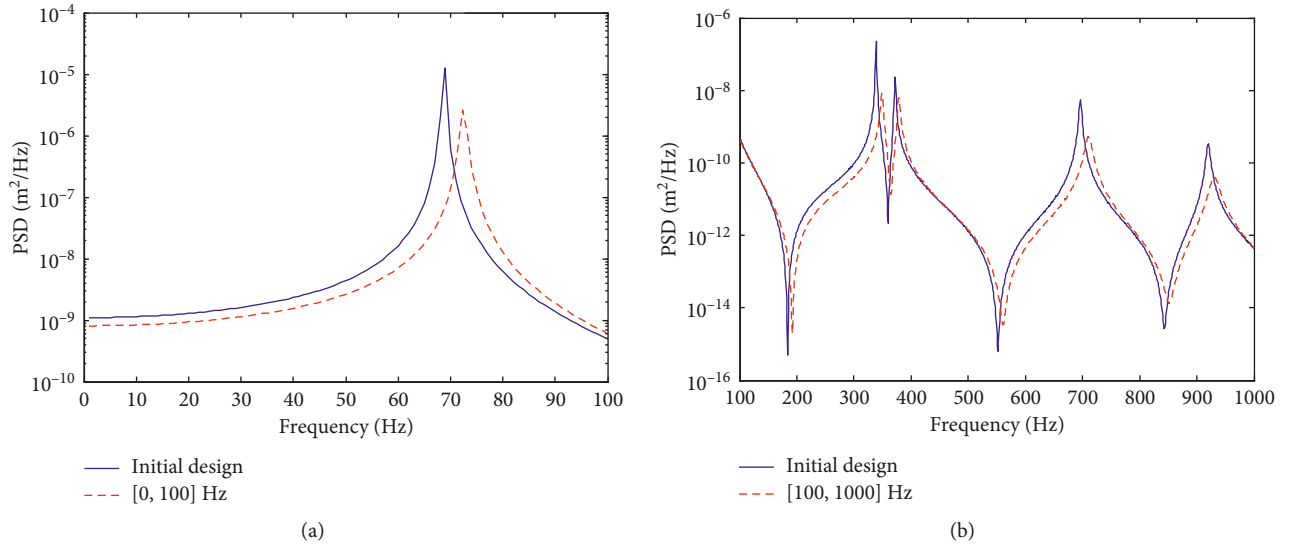 10⁻⁴
10⁻⁵
10⁻⁶
10⁻⁷
10⁻⁸
10⁻⁹
10⁻¹⁰
PSD (m²/Hz)
0 10 20 30 40 50 60 70 80 90 100
Frequency (Hz)
Initial design
[0, 100] Hz
(a)
10⁻⁶
10⁻⁸
10⁻¹⁰
10⁻¹²
10⁻¹⁴
10⁻¹⁶
PSD (m²/Hz)
100 200 300 400 500 600 700 800 900 1000
Frequency (Hz)
Initial design
[100, 1000] Hz
(b)